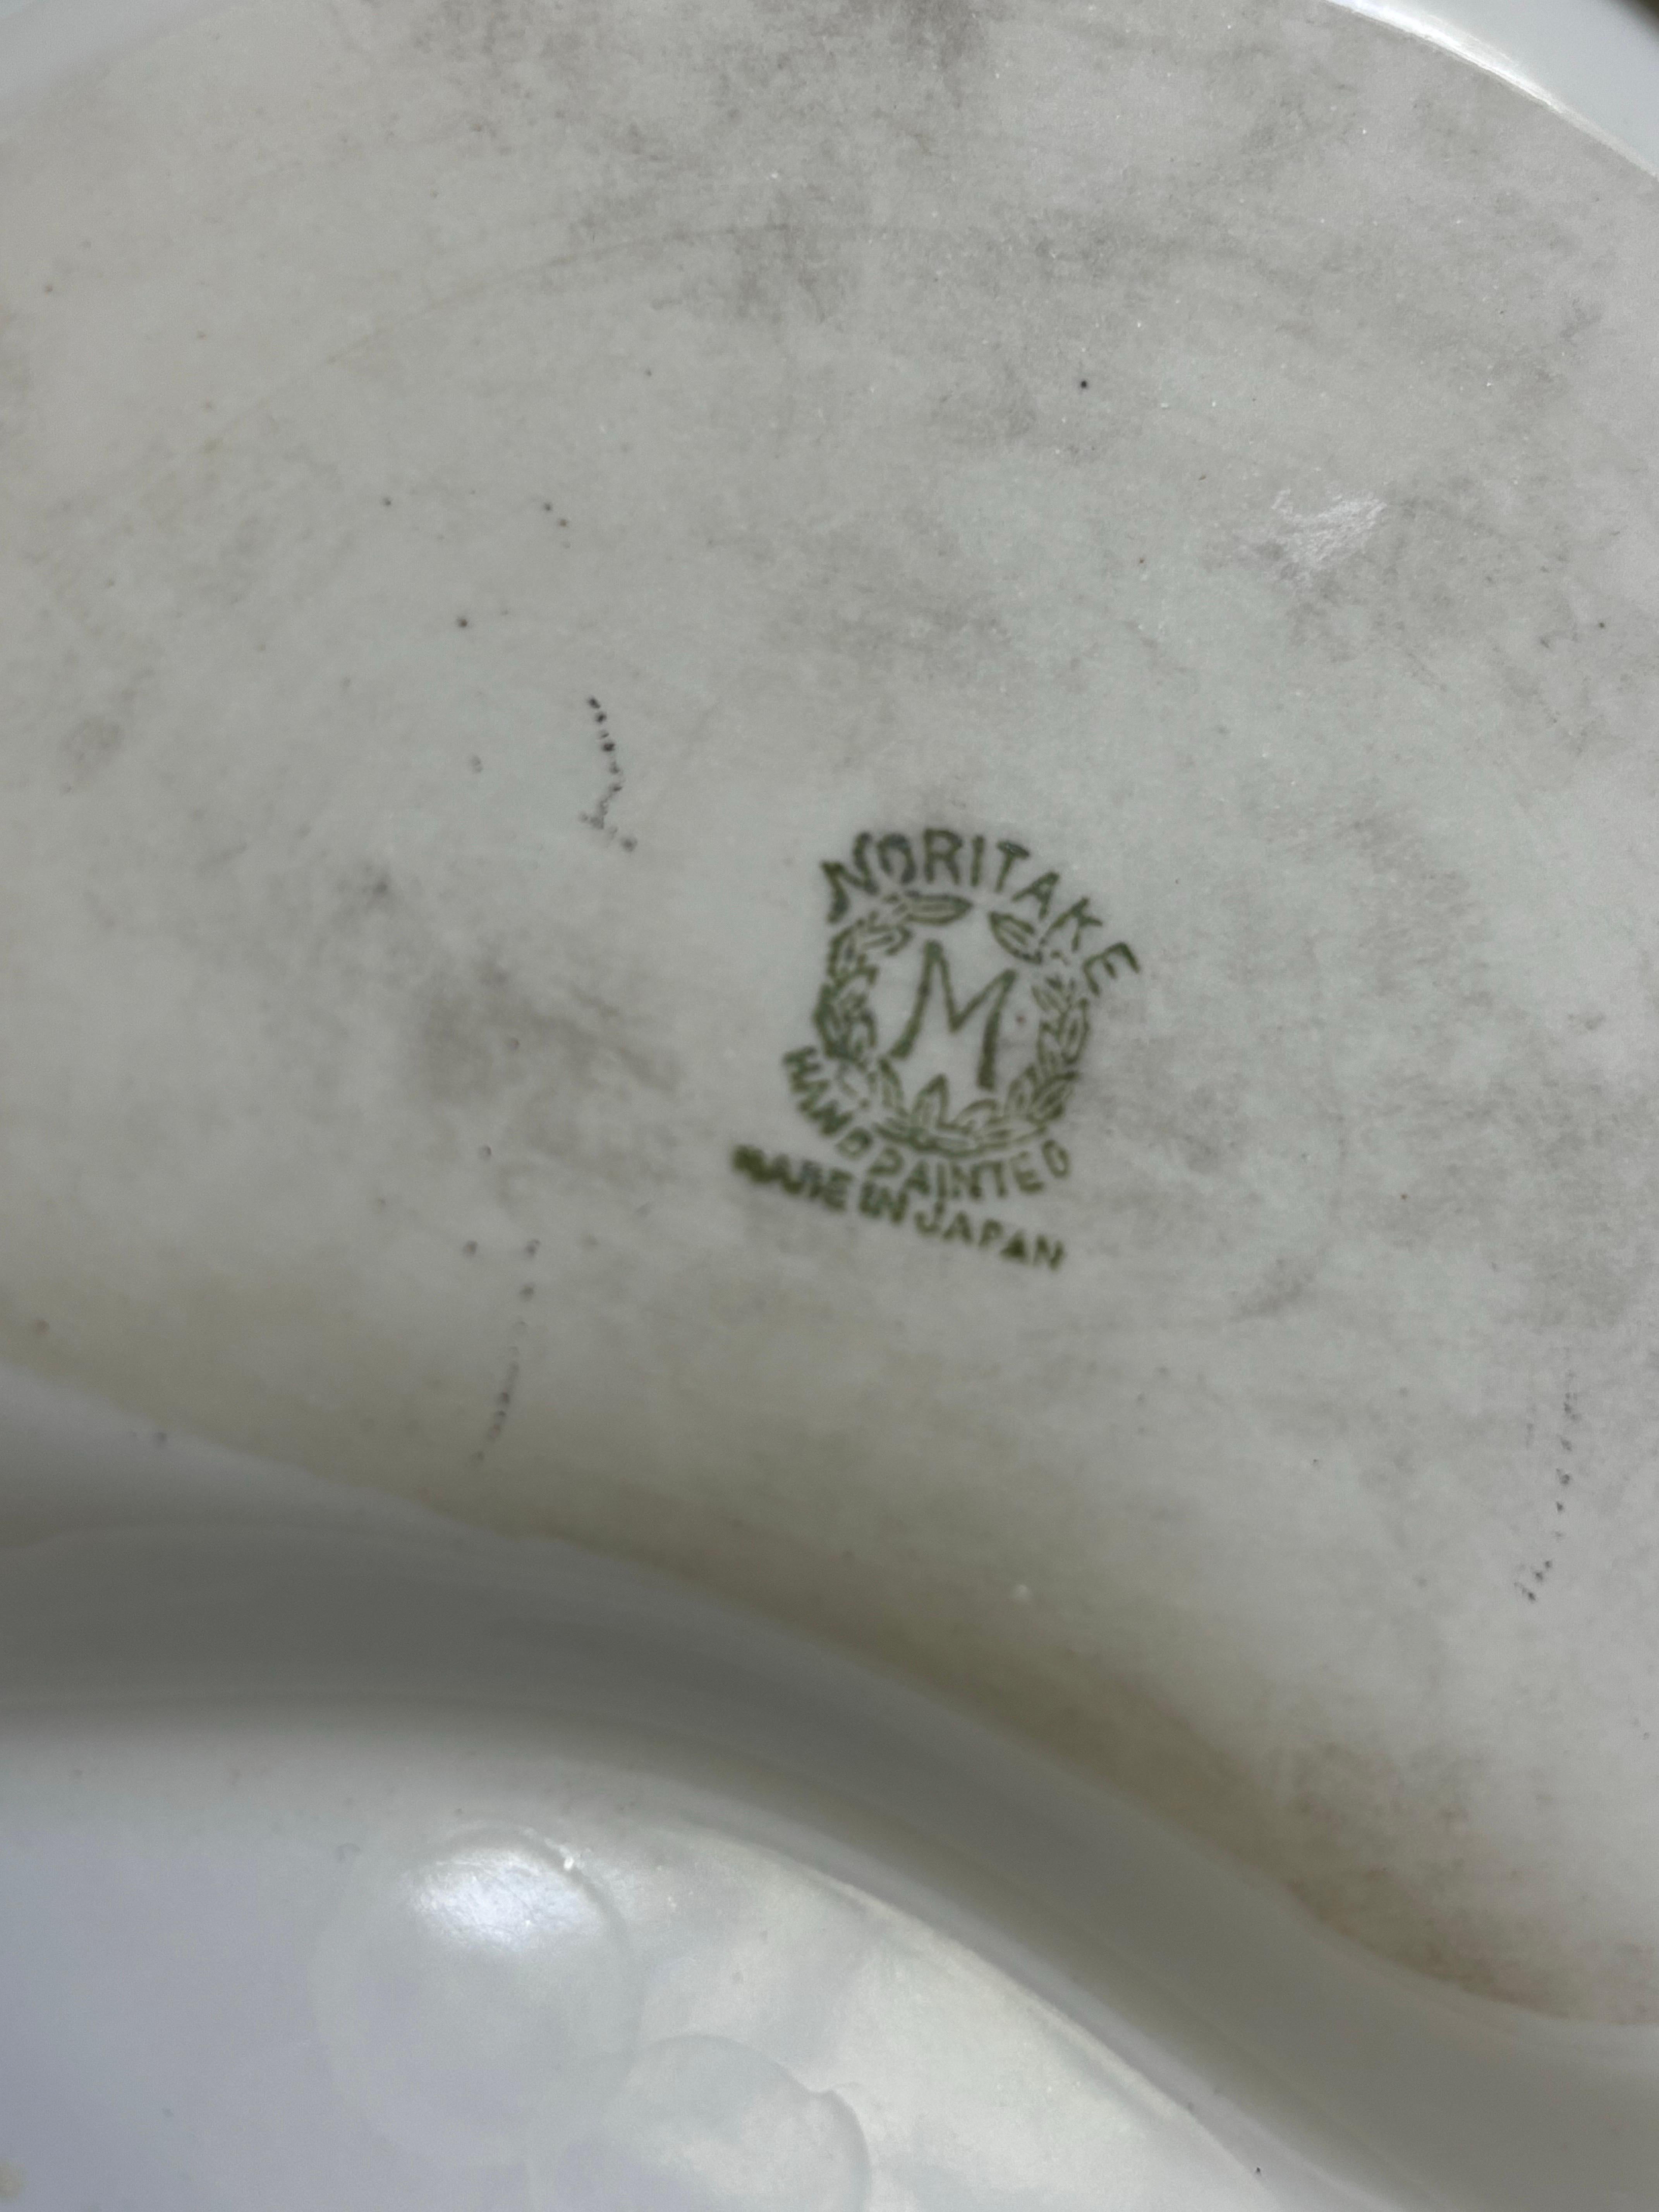 NORITAKE
M
HAND PAINTED
MADE IN JAPAN